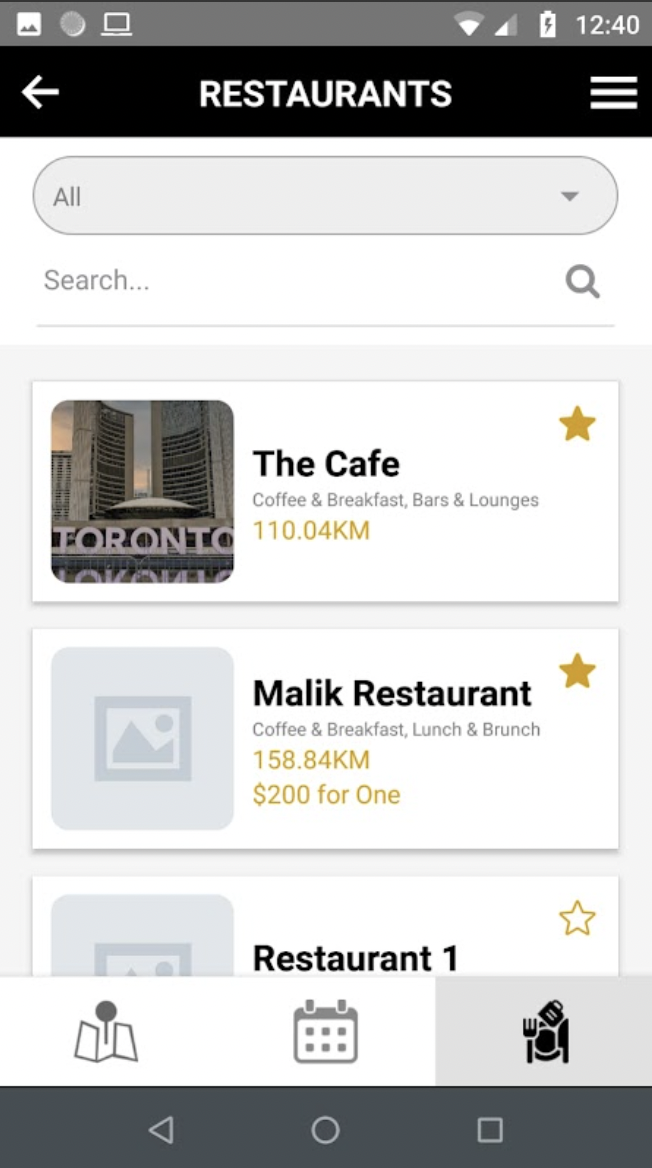 12:40
RESTAURANTS
All
Search...
TORONTO
The Cafe
Coffee & Breakfast, Bars & Lounges
110.04KM
Malik Restaurant
Coffee & Breakfast, Lunch & Brunch
158.84KM
$200 for One
Restaurant 1